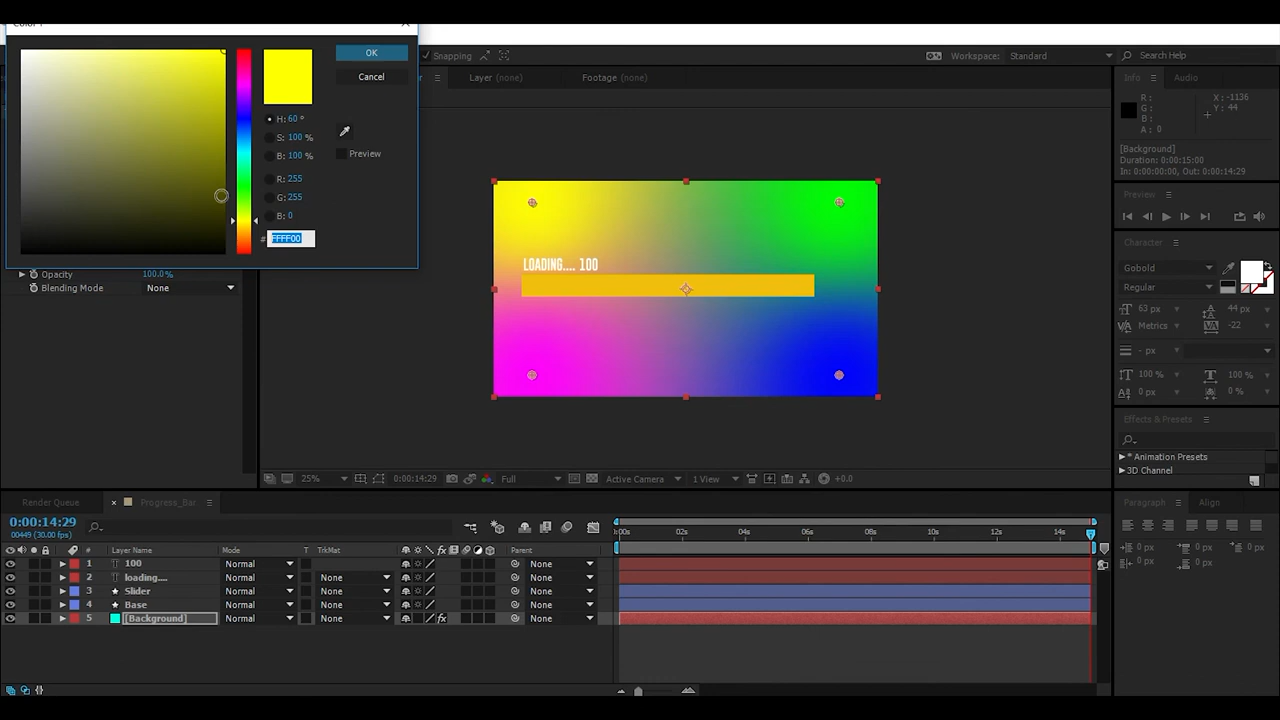 Snapping
Workspace: Standard
Search Help
OK
Layer (none)
Footage (none)
Info
Audio
Cancel
R:
G:
B:
A: 0
X: -1136
Y: 44
H: 60 °
S: 100 %
B: 100 %
Preview
R: 255
G: 255
B: 0
# FFFF00
[Background]
Duration: 0:00:15:00
In: 0:00:00:00, Out: 0:00:14:29
Preview
Character
Gobold
Regular
63 px
44 px
Metrics
-22
- px
100 %
100 %
0 px
0 %
Effects & Presets
* Animation Presets
3D Channel
Opacity
100.0%
Blending Mode
None
LOADING.... 100
25%
0:00:14:29
Full
Active Camera
1 View
+0.0
Render Queue
Progress_Bar
Paragraph
Align
0:00:14:29
00449 (30.00 fps)
02s
04s
06s
08s
10s
12s
14s
# Layer Name
Mode
T TrkMat
Parent
1 100 Normal None
2 loading.... Normal None None
3 Slider Normal None None
4 Base Normal None None
5 [Background] Normal None None
0 px
0 px
0 px
0 px
0 px